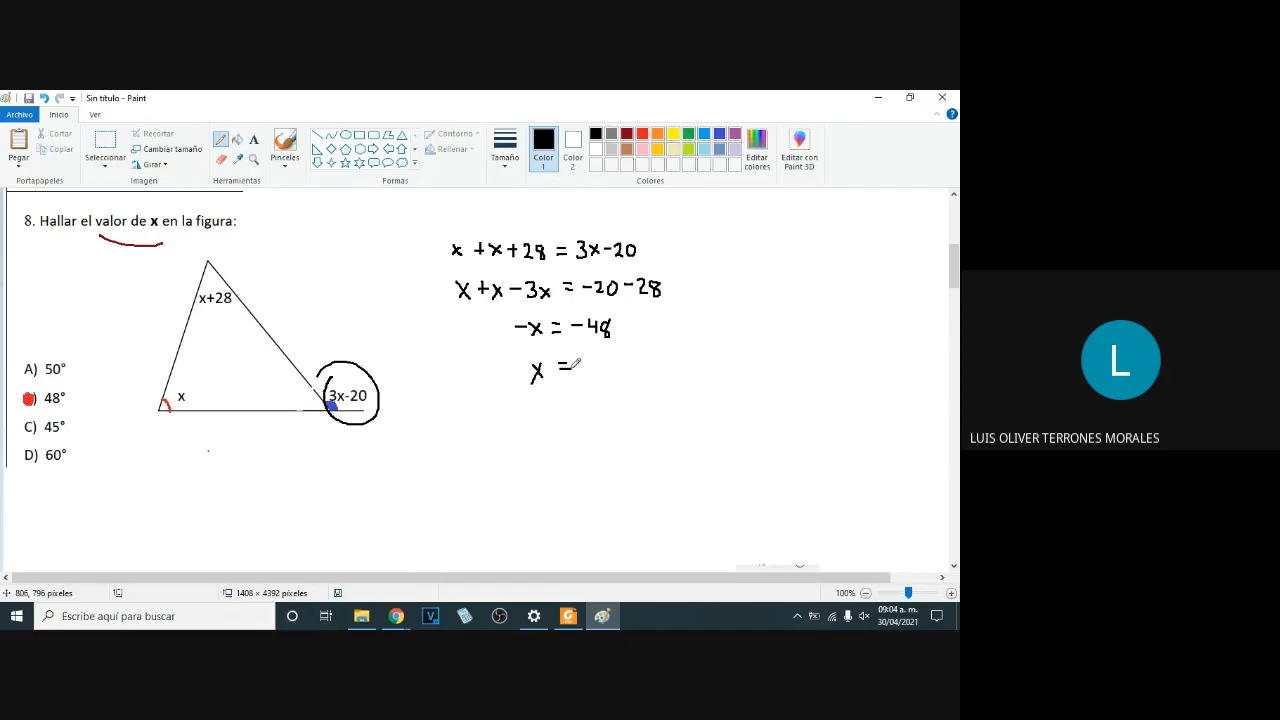 Sin título - Paint
Archivo Inicio Ver
Pegar
Cortar
Copiar
Portapapeles
Seleccionar
Recortar
Cambiar tamaño
Girar
Imagen
Herramientas
Pinceles
Contorno
Rellenar
Formas
Tamaño
Color 1
Color 2
Editar colores
Editar con Paint 3D
Colores
8. Hallar el valor de x en la figura:
x+28
x
3x-20
A) 50°
) 48°
C) 45°
D) 60°
x + x + 28 = 3x - 20
x + x - 3x = -20 - 28
-x = -48
x =
806, 796 píxeles
1408 × 4392 píxeles
100%
Escribe aquí para buscar
09:04 a. m.
30/04/2021
L
LUIS OLIVER TERRONES MORALES